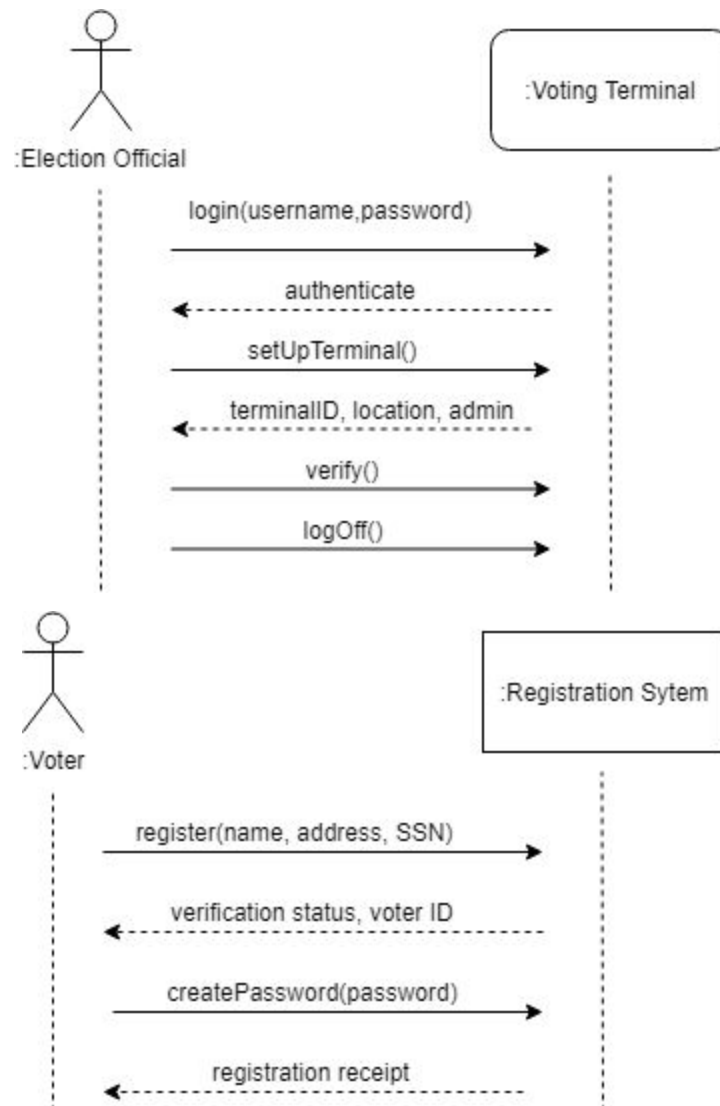 :Election Official
:Voting Terminal
login(username,password)
authenticate
setUpTerminal()
terminalID, location, admin
verify()
logOff()
:Voter
:Registration Sytem
register(name, address, SSN)
verification status, voter ID
createPassword(password)
registration receipt